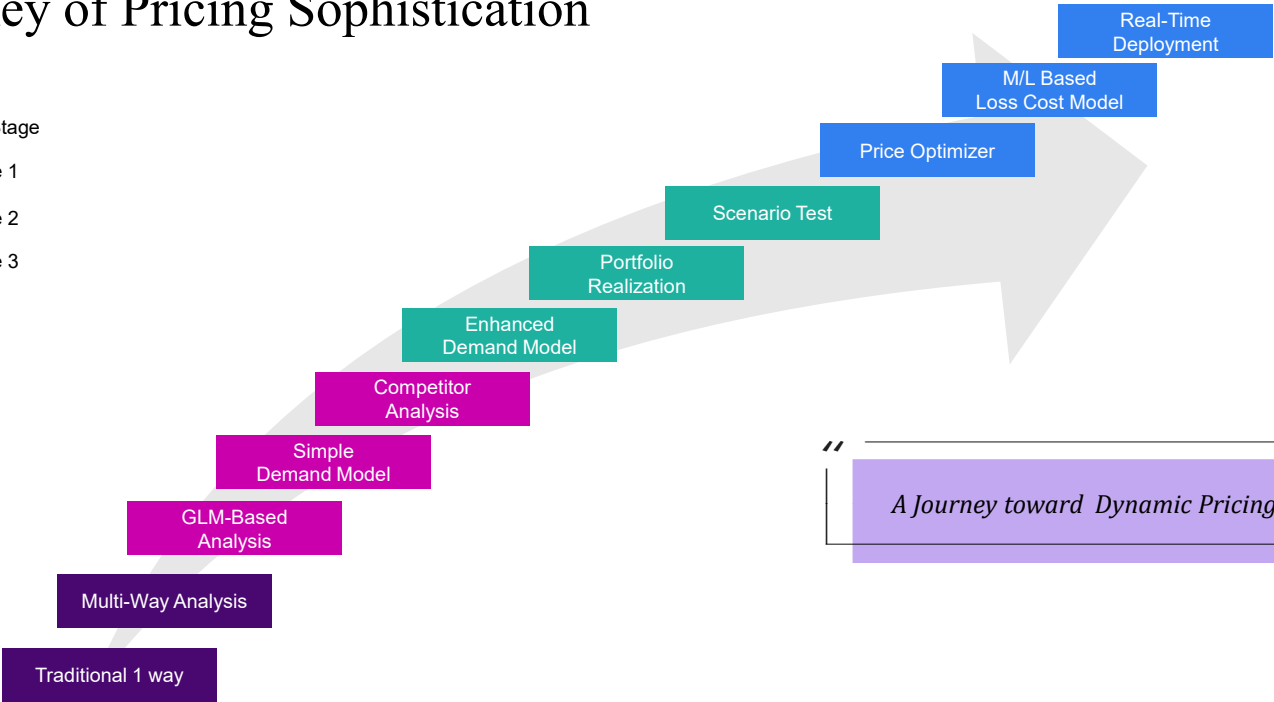 ey of Pricing Sophistication
tage
e 1
e 2
e 3
Real-Time
Deployment
M/L Based
Loss Cost Model
Price Optimizer
Scenario Test
Portfolio
Realization
Enhanced
Demand Model
Competitor
Analysis
Simple
Demand Model
GLM-Based
Analysis
Multi-Way Analysis
Traditional 1 way
"
A Journey toward Dynamic Pricing